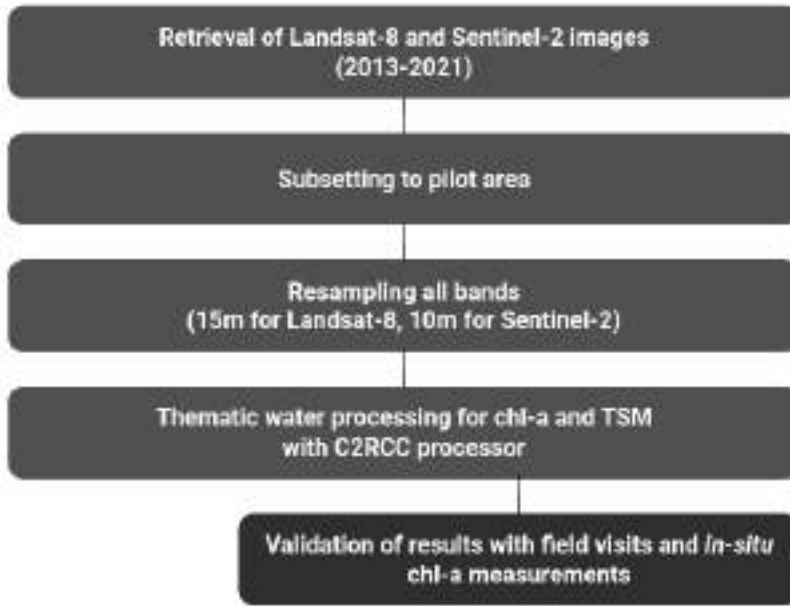 Retrieval of Landsat-8 and Sentinel-2 images
(2013-2021)
Subsetting to pilot area
Resampling all bands
(15m for Landsat-8, 10m for Sentinel-2)
Thematic water processing for chl-a and TSM
with C2RCC processor
Validation of results with field visits and in-situ
chl-a measurements